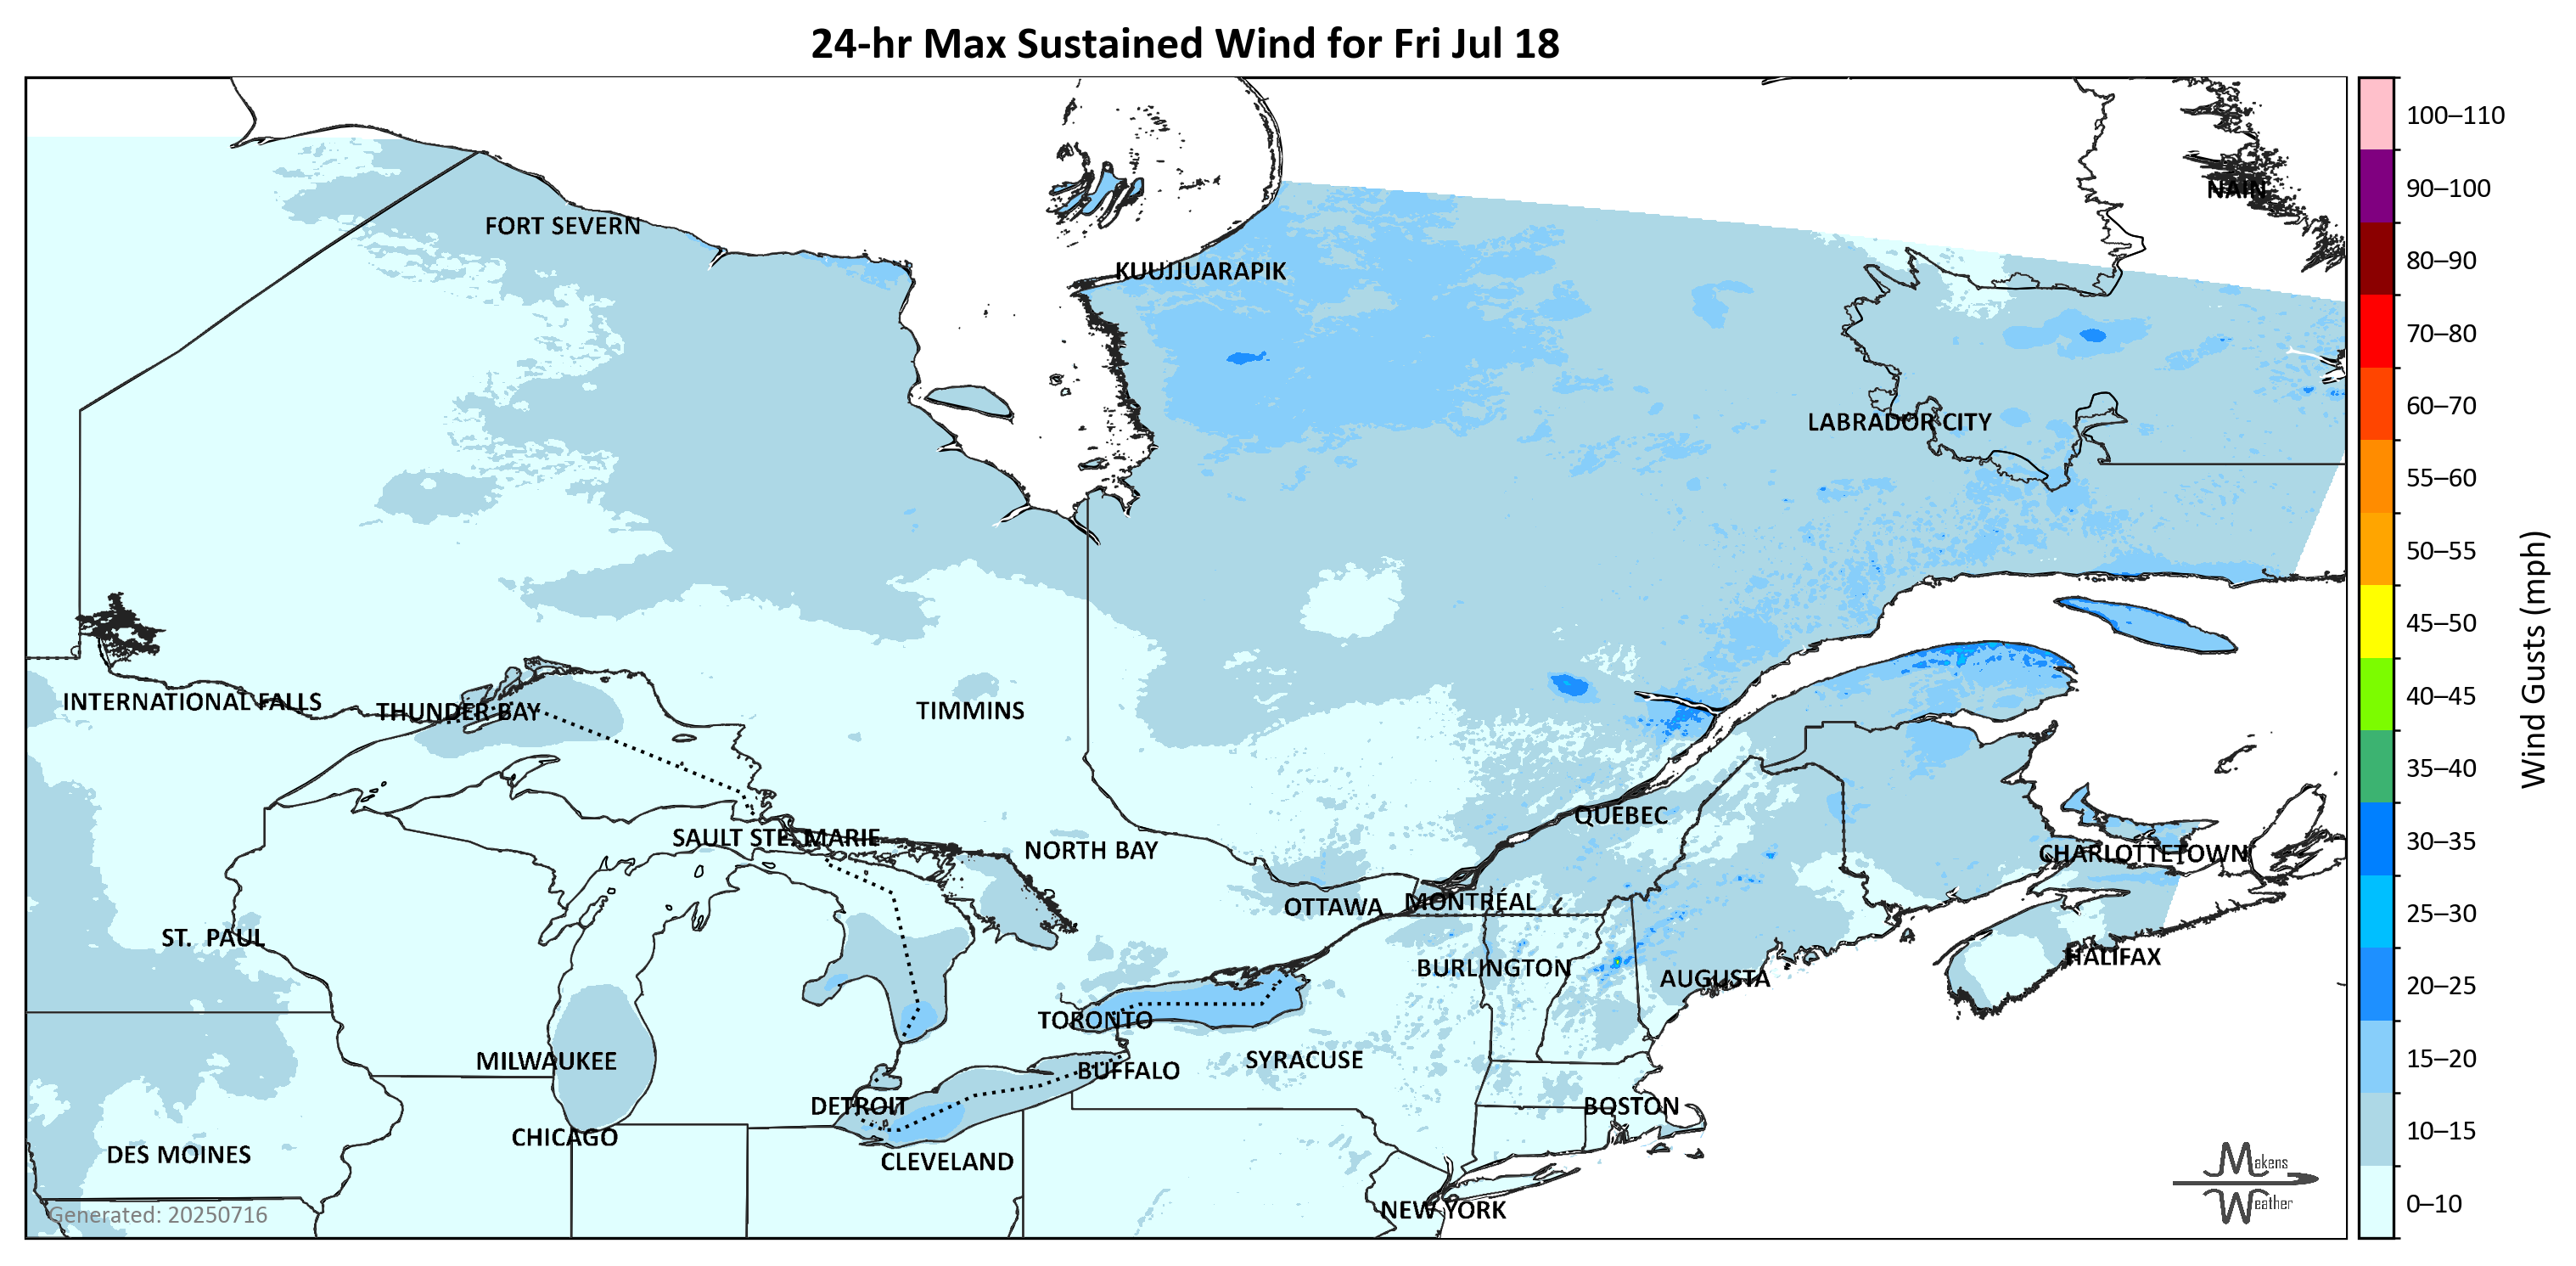 24-hr Max Sustained Wind for Fri Jul 18
NAIN
FORT SEVERN
KUUJJUARAPIK
LABRADOR CITY
INTERNATIONAL FALLS
THUNDER BAY
TIMMINS
QUEBEC
SAULT STE. MARIE
NORTH BAY
CHARLOTTETOWN
OTTAWA
MONTRÉAL
ST. PAUL
HALIFAX
BURLINGTON
AUGUSTA
TORONTO
MILWAUKEE
SYRACUSE
BUFFALO
DETROIT
BOSTON
CHICAGO
DES MOINES
CLEVELAND
NEW YORK
Generated: 20250716
Makens
Weather
100–110
90–100
80–90
70–80
60–70
55–60
50–55
45–50
40–45
35–40
30–35
25–30
20–25
15–20
10–15
0–10
Wind Gusts (mph)